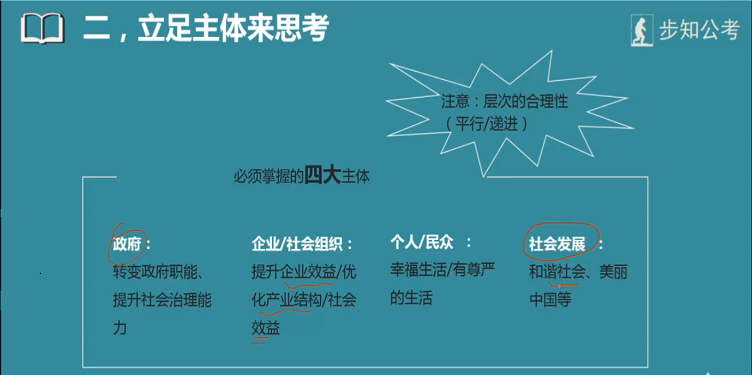 二，立足主体来思考
步知公考
注意：层次的合理性
（平行/递进）
必须掌握的四大主体
政府：
转变政府职能、
提升社会治理能
力
企业/社会组织：
提升企业效益/优
化产业结构/社会
效益
个人/民众 ：
幸福生活/有尊严
的生活
社会发展 ：
和谐社会、美丽
中国等